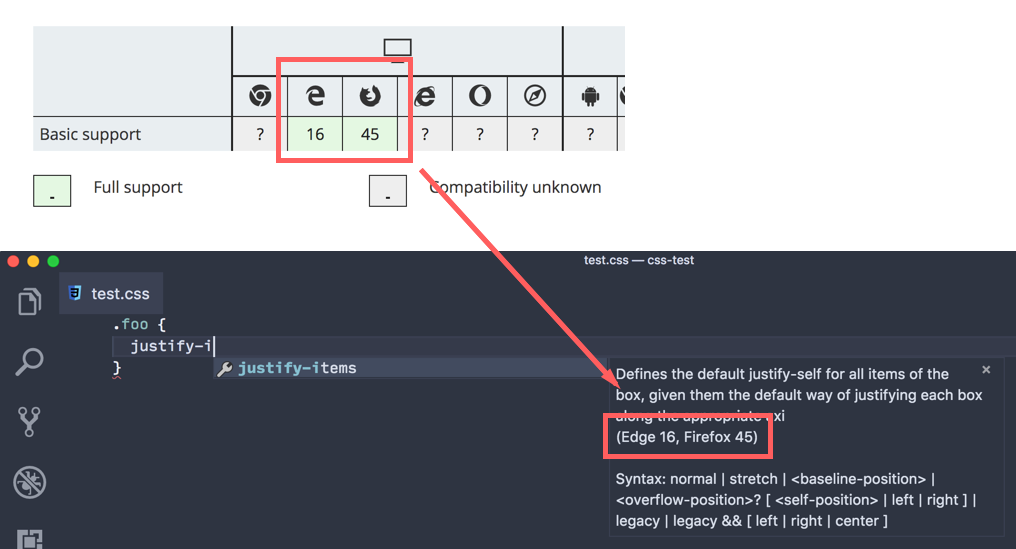 Basic support ? 16 45 ? ? ? ?
- Full support - Compatibility unknown
test.css — css-test
test.css
.foo {
justify-i
}
justify-items
Defines the default justify-self for all items of the
box, given them the default way of justifying each box
along the appropriate axi
(Edge 16, Firefox 45)
Syntax: normal | stretch | <baseline-position> |
<overflow-position>? [ <self-position> | left | right ] |
legacy | legacy && [ left | right | center ]